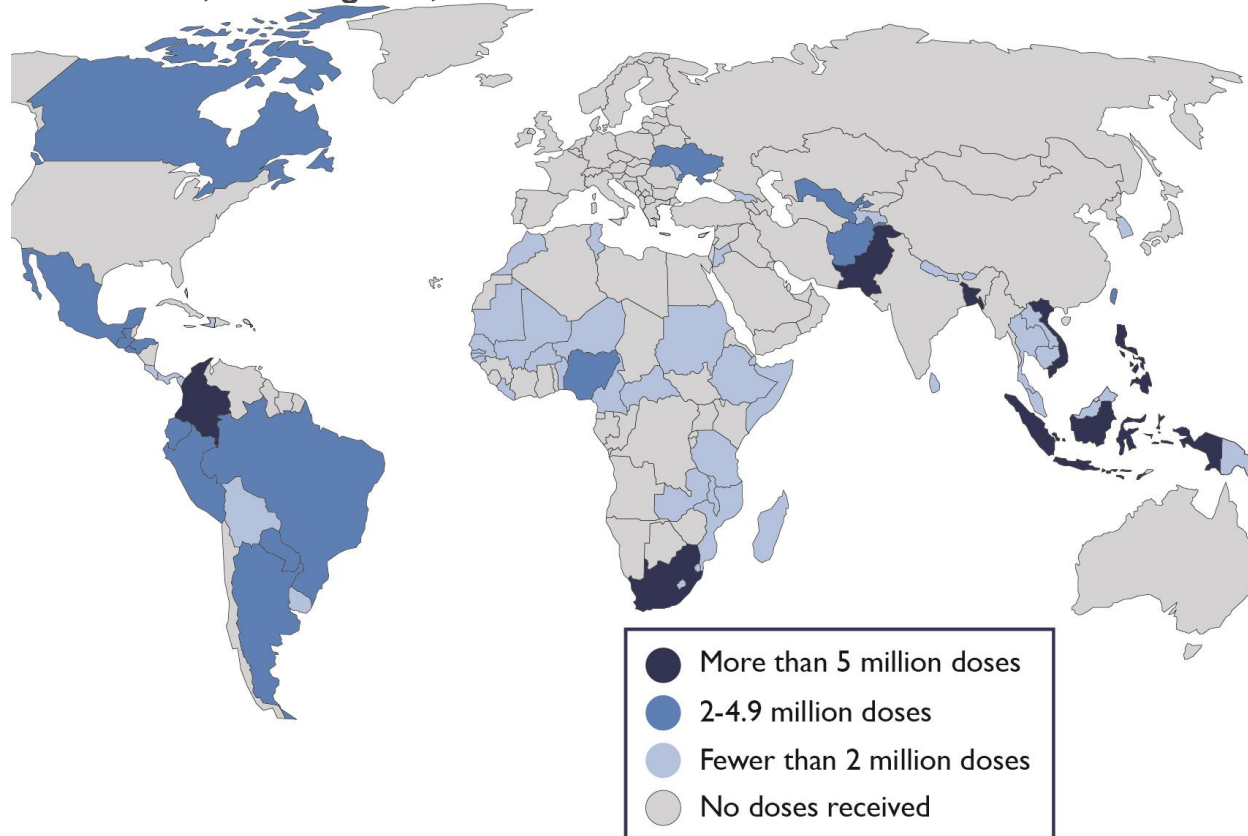 More than 5 million doses
2-4.9 million doses
Fewer than 2 million doses
No doses received